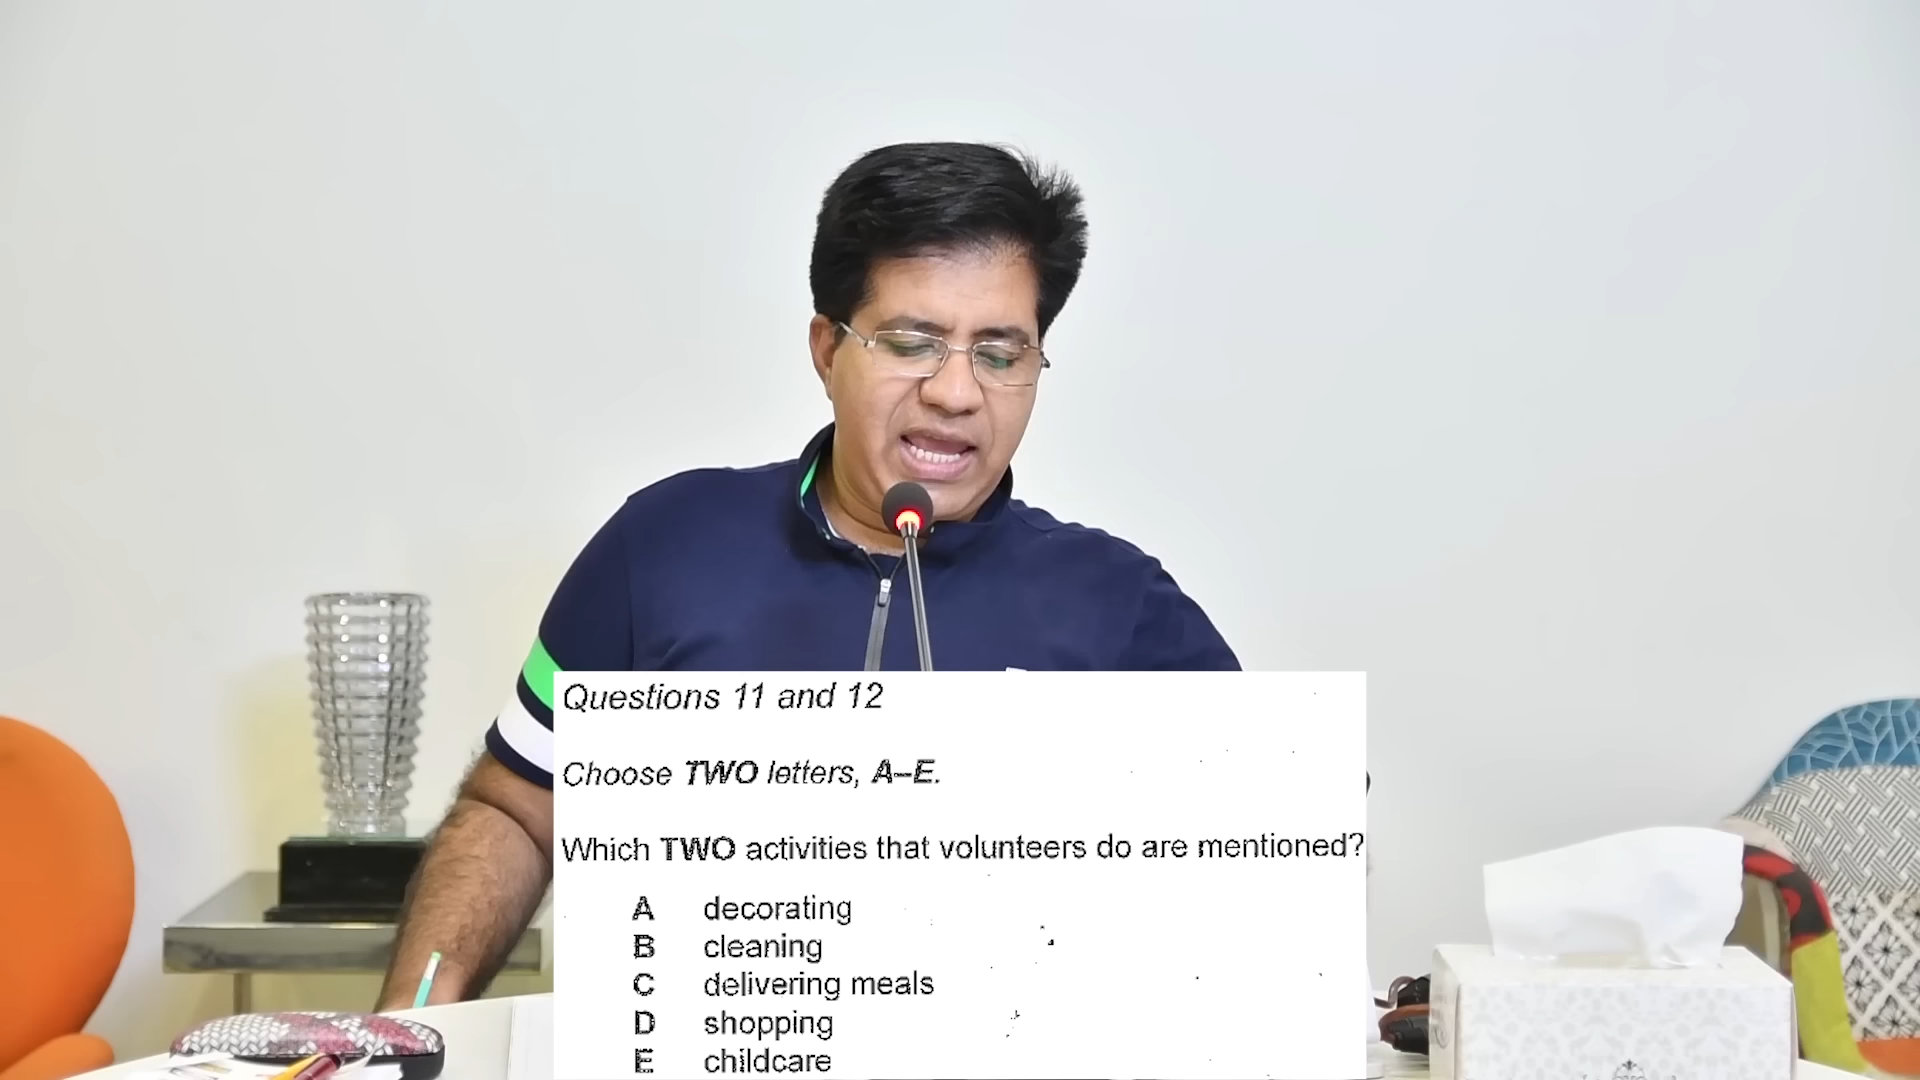 Questions 11 and 12
Choose TWO letters, A–E.
Which TWO activities that volunteers do are mentioned?
A decorating
B cleaning
C delivering meals
D shopping
E childcare